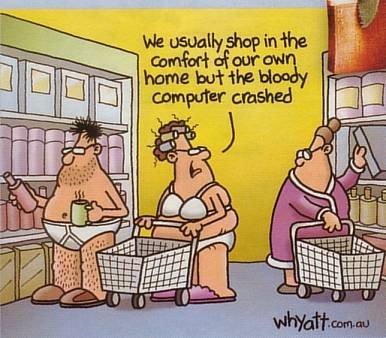 We usually shop in the
comfort of our own
home but the bloody
computer crashed
whyatt.com.au